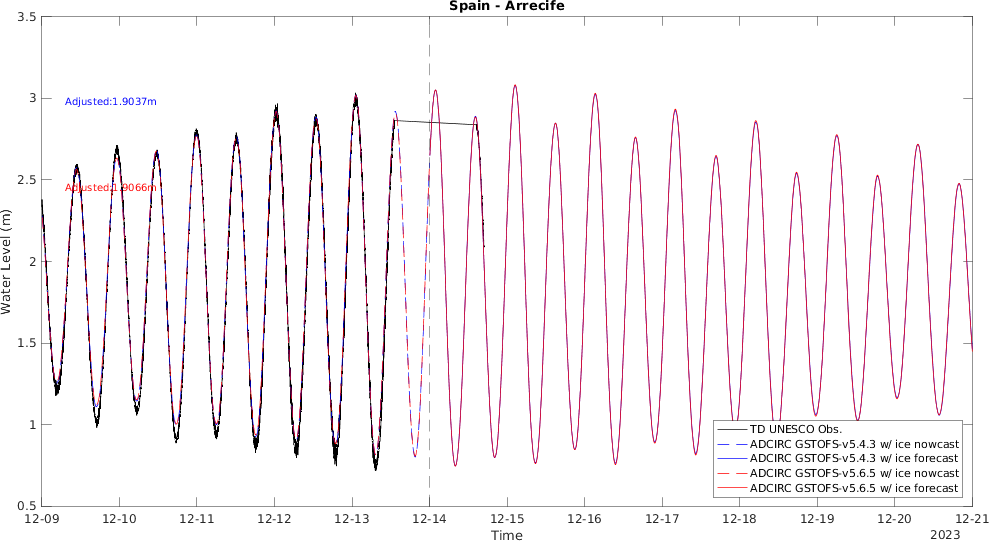 Spain - Arrecife
3.5
3
2.5
2
1.5
1
0.5
Water Level (m)
Adjusted:1.9037m
Adjusted:1.9066m
TD UNESCO Obs.
ADCIRC GSTOFS-v5.4.3 w/ ice nowcast
ADCIRC GSTOFS-v5.4.3 w/ ice forecast
ADCIRC GSTOFS-v5.6.5 w/ ice nowcast
ADCIRC GSTOFS-v5.6.5 w/ ice forecast
12-09 12-10 12-11 12-12 12-13 12-14 12-15 12-16 12-17 12-18 12-19 12-20 12-21
Time
2023